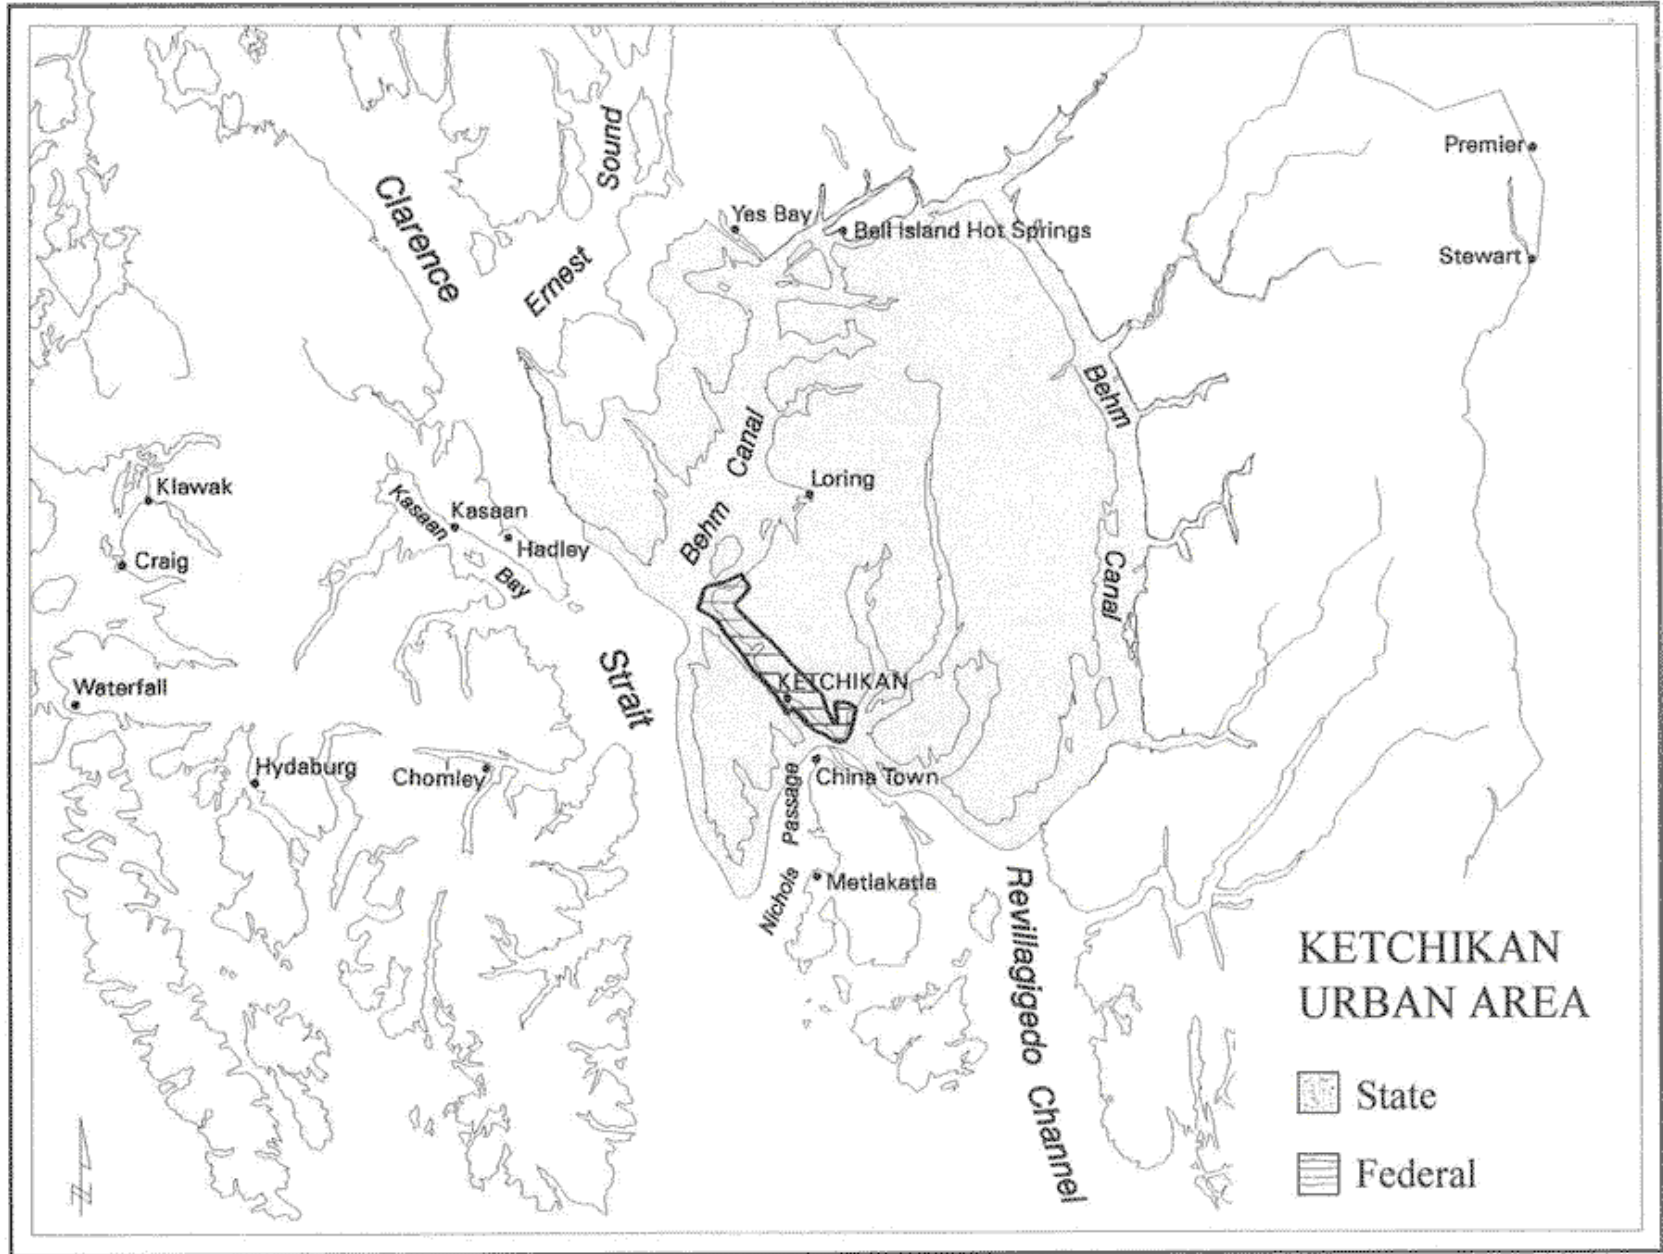 Sound
Premier
Clarence
Yes Bay
Bell Island Hot Springs
Stewart
Ernest
Behm
Canal
Loring
Klawak
Kasaan
Kasaan
Behm
Hadley
Craig
Bay
Canal
Strait
KETCHIKAN
Waterfall
Hydaburg
Chomley
China Town
Passage
Nichols
Metlakatla
Revillagigedo Channel
KETCHIKAN
URBAN AREA
State
Federal
N